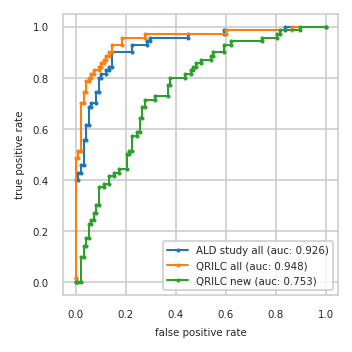 1.0
0.8
0.6
0.4
0.2
0.0
true positive rate
ALD study all (auc: 0.926)
QRILC all (auc: 0.948)
QRILC new (auc: 0.753)
0.0 0.2 0.4 0.6 0.8 1.0
false positive rate